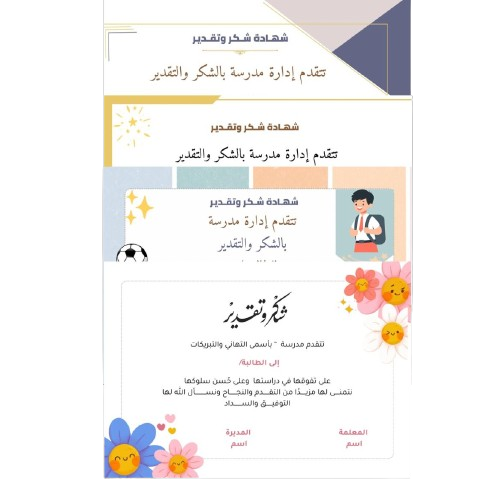 شهادة شكر وتقدير
تتقدم إدارة مدرسة بالشكر والتقدير
شهادة شكر وتقدير
تتقدم إدارة مدرسة بالشكر والتقدير
شهادة شكر وتقدير
تتقدم إدارة مدرسة
بالشكر والتقدير
شكر وتقدير
تتقدم مدرسة ~ بأسمى التهاني والتبريكات
إلى الطالبة/
على تفوقها في دراستها وعلى حُسن سلوكها
نتمنى لها مزيدًا من التقدم والنجاح ونسأل الله لها
التوفيق والسداد
المعلمة
المديرة
اسم
اسم